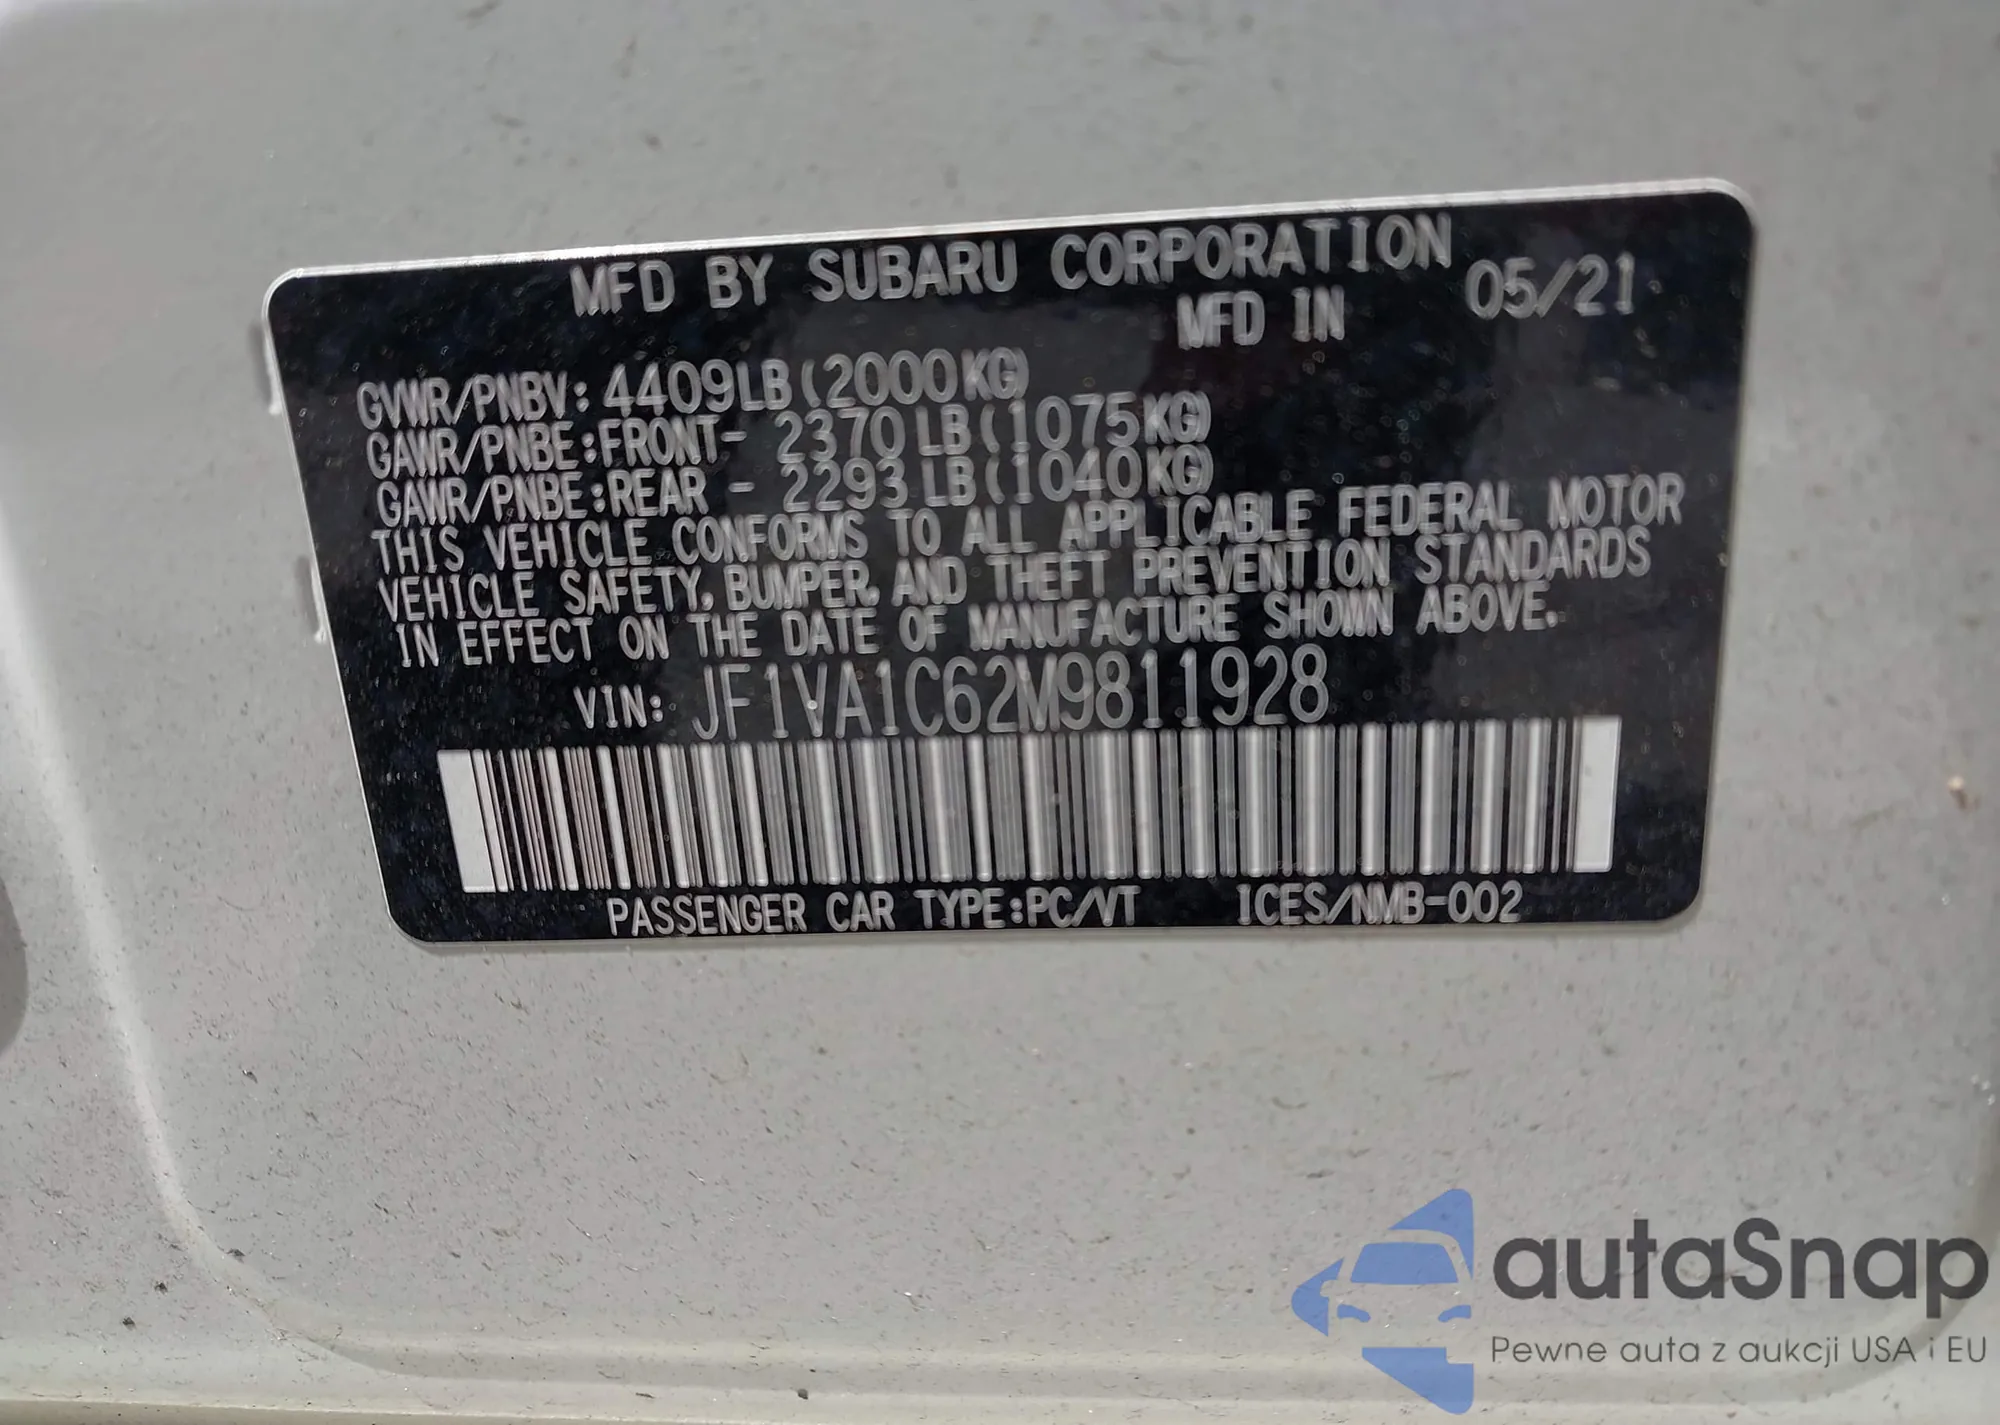 MFD BY SUBARU CORPORATION
MFD IN 05/21
GVWR/PNBV: 4409LB(2000KG)
GAWR/PNBE:FRONT- 2370LB(1075KG)
GAWR/PNBE:REAR - 2293LB(1040KG)
THIS VEHICLE CONFORMS TO ALL APPLICABLE FEDERAL MOTOR
VEHICLE SAFETY, BUMPER, AND THEFT PREVENTION STANDARDS
IN EFFECT ON THE DATE OF MANUFACTURE SHOWN ABOVE.
VIN: JF1VA1C62M9811928
PASSENGER CAR TYPE:PC/VT ICES/NMB-002
autaSnap
Pewne auta z aukcji USA i EU